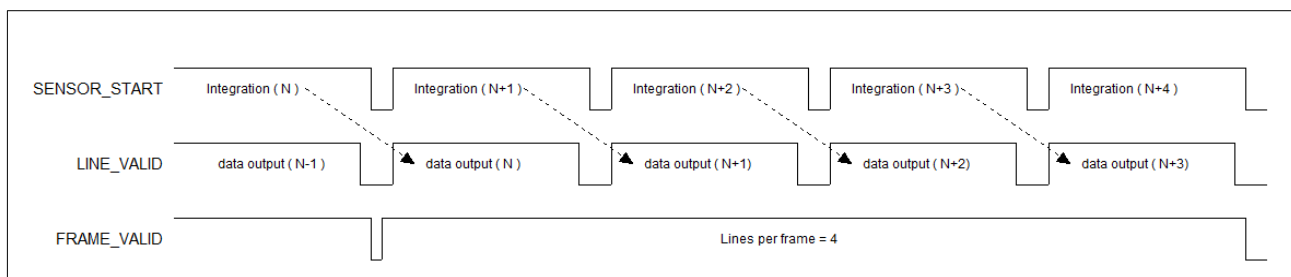 SENSOR_START Integration ( N ) Integration ( N+1 ) Integration ( N+2 ) Integration ( N+3 ) Integration ( N+4 )
LINE_VALID data output ( N-1 ) data output ( N ) data output ( N+1) data output ( N+2) data output ( N+3)
FRAME_VALID Lines per frame = 4